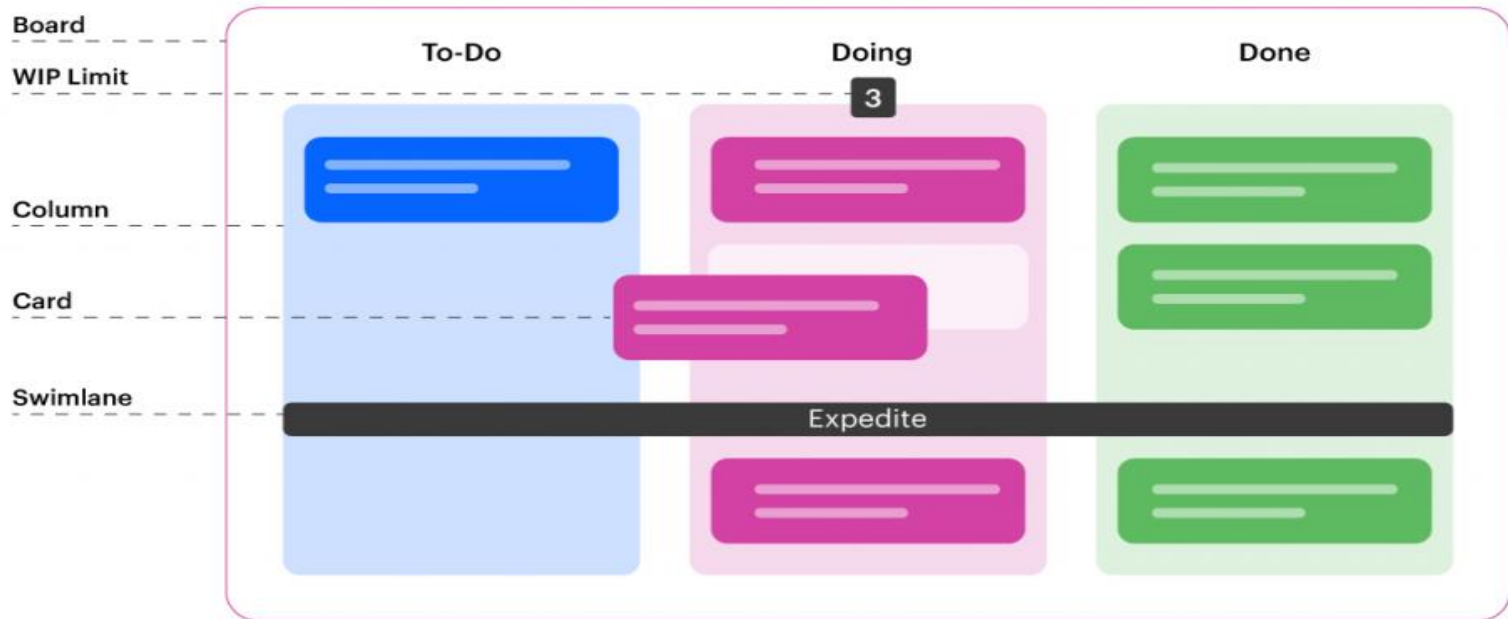 Board
To-Do
Doing
Done
WIP Limit
3
Column
Card
Swimlane
Expedite